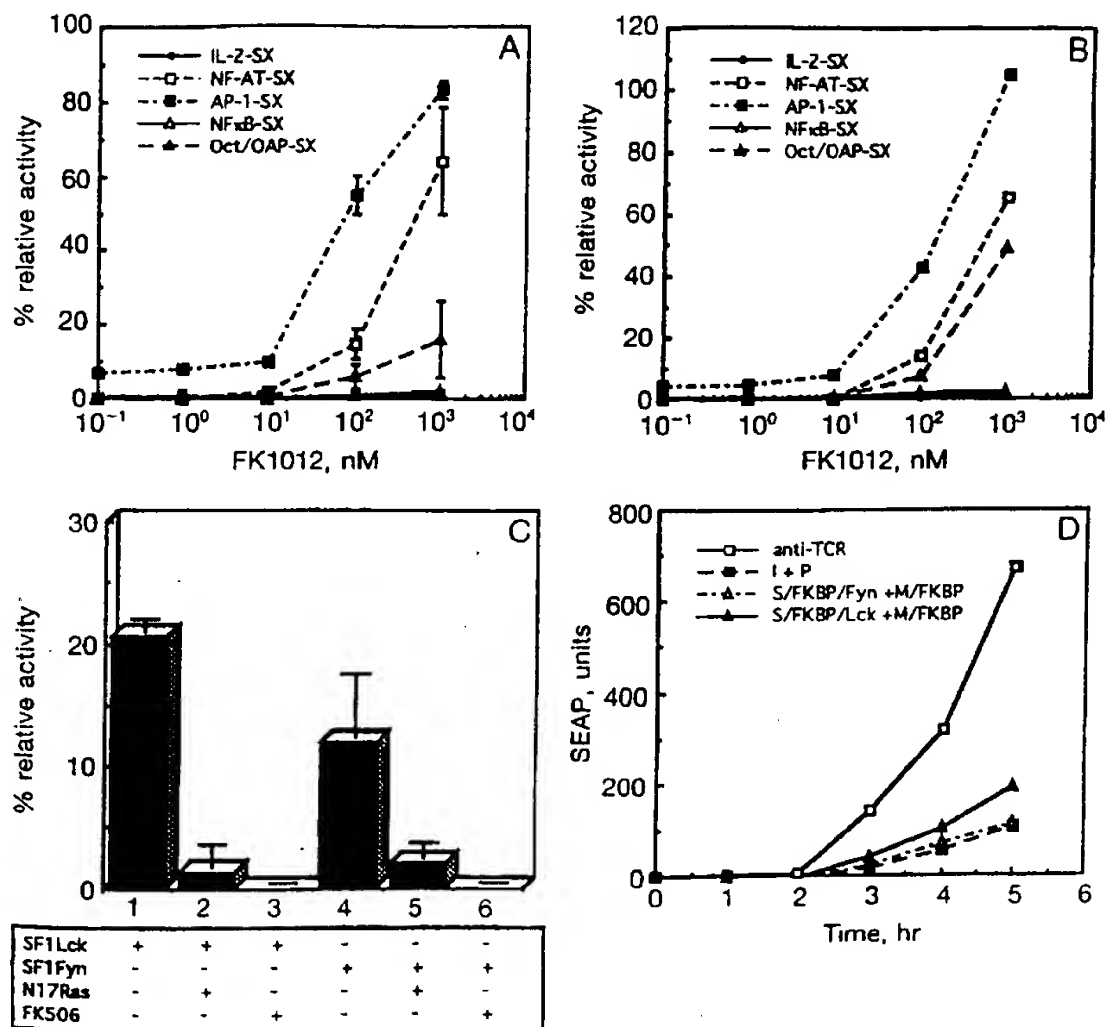 A
100
80
60
40
20
0
% relative activity
IL-2-SX
NF-AT-SX
AP-1-SX
NFκB-SX
Oct/OAP-SX
10⁻¹ 10⁰ 10¹ 10² 10³ 10⁴
FK1012, nM
B
120
100
80
60
40
20
0
% relative activity
IL-2-SX
NF-AT-SX
AP-1-SX
NFκB-SX
Oct/OAP-SX
10⁻¹ 10⁰ 10¹ 10² 10³ 10⁴
FK1012, nM
C
30
20
10
0
% relative activity
1 2 3 4 5 6
SF1Lck + + + - - -
SF1Fyn - - - + + +
N17Ras - + - - + -
FK506 - - + - - +
D
800
600
400
200
0
SEAP, units
anti-TCR
I + P
S/FKBP/Fyn +M/FKBP
S/FKBP/Lck +M/FKBP
0 1 2 3 4 5 6
Time, hr